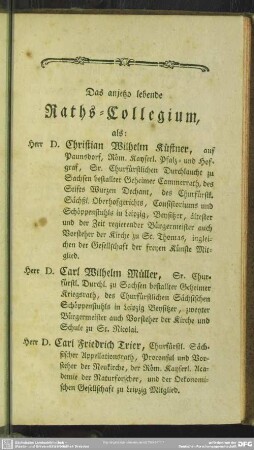 Das anjetzo lebende
Raths-Collegium,
als:
Herr D. Christian Wilhelm Küstner, auf
Paunsdorf, Röm. Kayserl. Pfalz- und Hof-
graf, Sr. Churfürstlichen Durchlaucht zu
Sachsen bestallter Geheimer Cammerrath, des
Stifts Wurzen Dechant, des Churfürstl.
Sächsl. Oberhofgerichts, Consistoriums und
Schöppenstuhls in Leipzig, Beysitzer, ältester
und der Zeit regierender Bürgermeister auch
Vorsteher der Kirche zu St. Thomas, inglei-
chen der Gesellschaft der freyen Künste Mit-
glied.
Herr D. Carl Wilhelm Müller, Sr. Chur-
fürstl. Durchl. zu Sachsen bestallter Geheimer
Kriegsrath, des Churfürstlichen Sächsischen
Schöppenstuhls in Leipzig Beysitzer, zweyter
Bürgermeister auch Vorsteher der Kirche und
Schule zu St. Nicolai.
Herr D. Carl Friedrich Trier, Churfürstl. Säch-
sischer Appellationsrath, Proconsul und Vor-
steher der Neukirche, der Röm. Kayserl. Aca-
demie der Naturforscher, und der Oekonomi-
schen Gesellschaft zu Leipzig Mitglied.
DFG